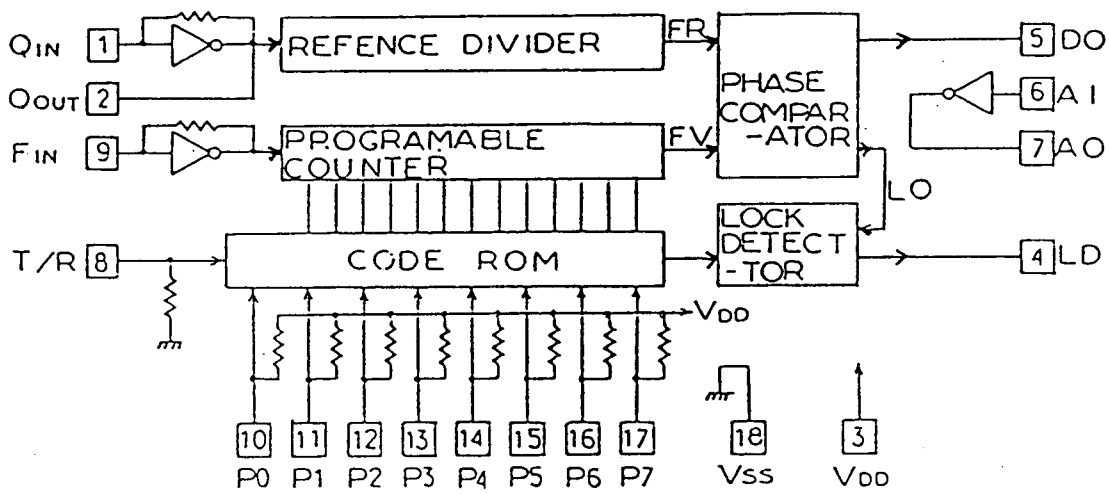 QIN 1 REFENCE DIVIDER FR PHASE COMPAR -ATOR 5 DO
OOUT 2 6 AI
FIN 9 PROGRAMABLE COUNTER FV 7 AO
LO
T/R 8 CODE ROM LOCK DETECT -TOR 4 LD
VDD
10 11 12 13 14 15 16 17 18 3
P0 P1 P2 P3 P4 P5 P6 P7 VSS VDD